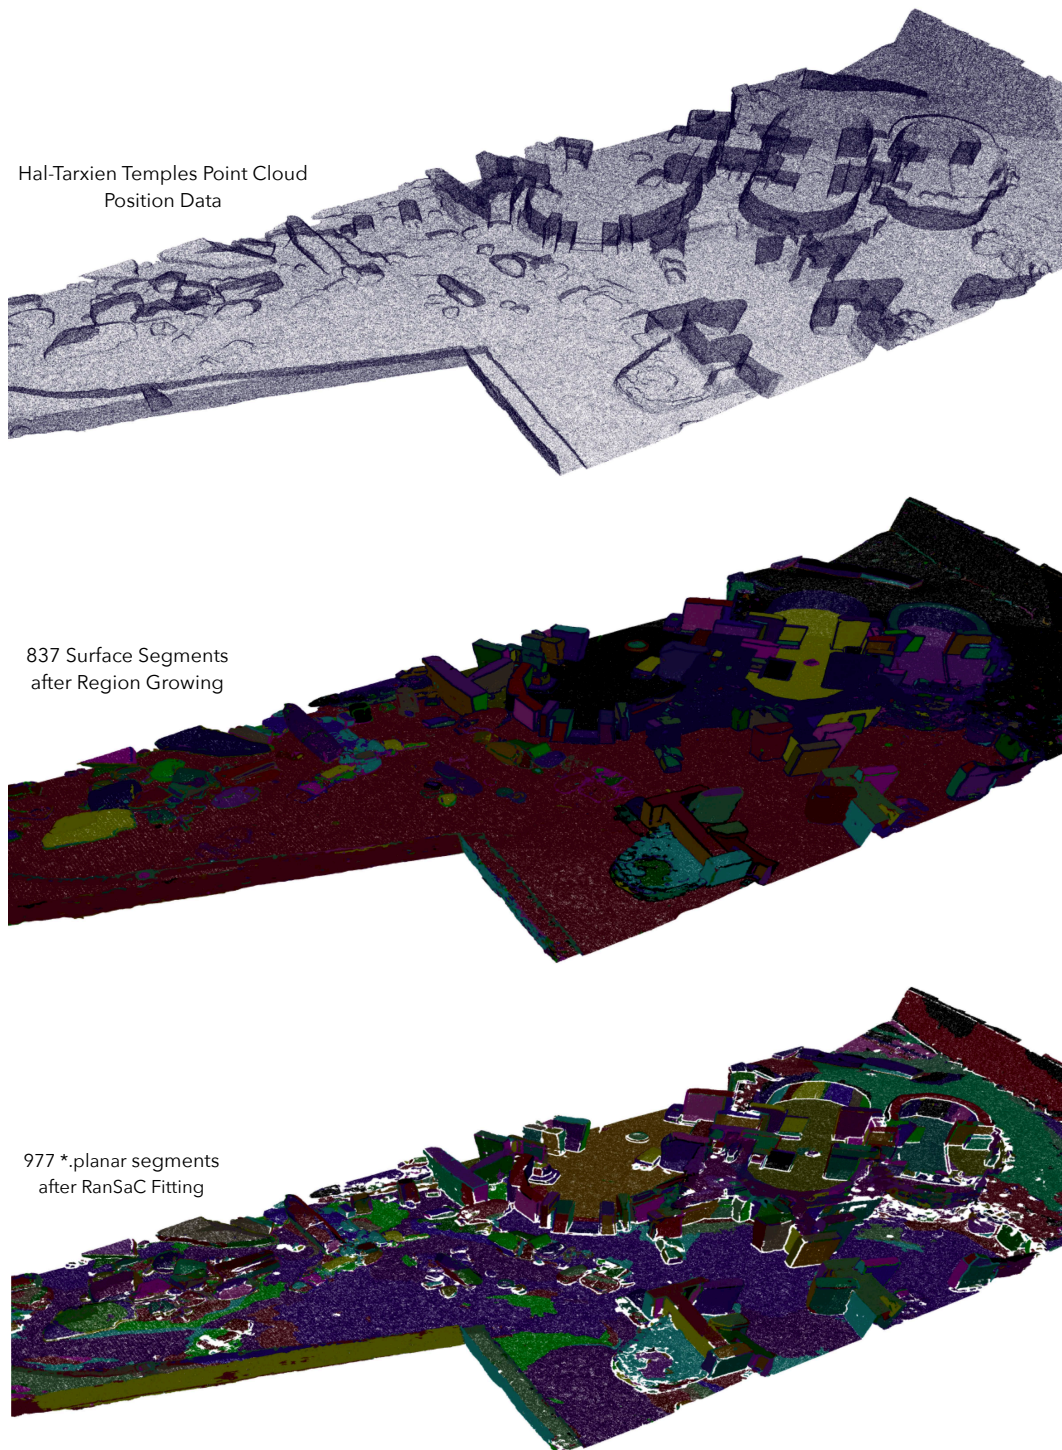 Hal-Tarxien Temples Point Cloud
Position Data
837 Surface Segments
after Region Growing
977 *.planar segments
after RanSaC Fitting